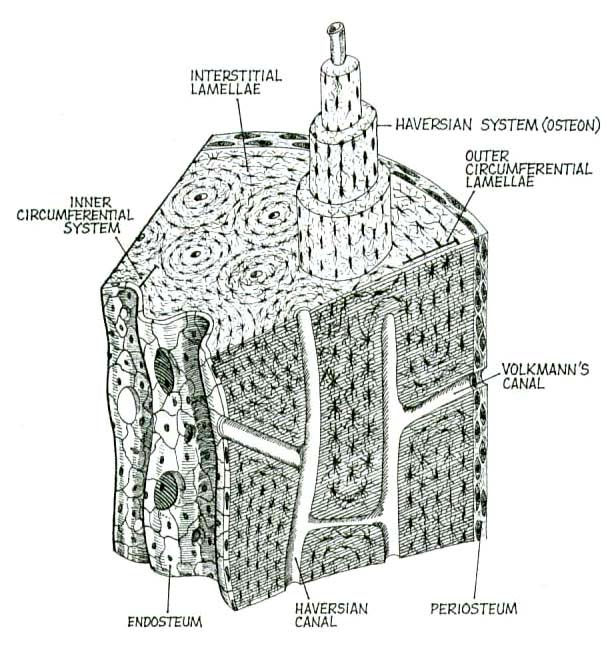 INTERSTITIAL
LAMELLAE
HAVERSIAN SYSTEM (OSTEON)
OUTER
CIRCUMFERENTIAL
LAMELLAE
INNER
CIRCUMFERENTIAL
SYSTEM
VOLKMANN'S
CANAL
ENDOSTEUM
HAVERSIAN
CANAL
PERIOSTEUM